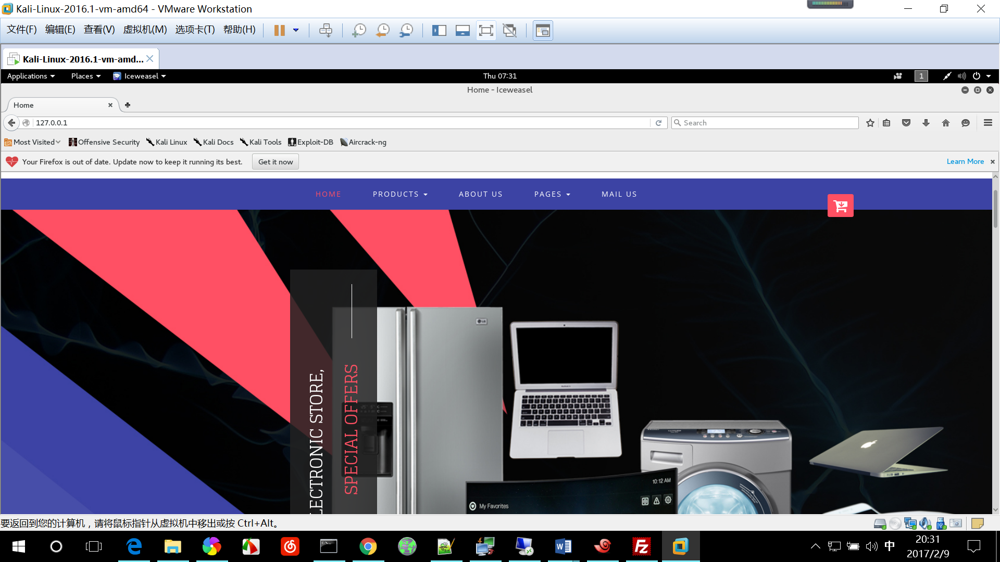 Kali-Linux-2016.1-vm-amd64 - VMware Workstation
文件(F) 编辑(E) 查看(V) 虚拟机(M) 选项卡(T) 帮助(H)
Kali-Linux-2016.1-vm-amd...
Applications Places Iceweasel Thu 07:31 1
Home - Iceweasel
Home
127.0.0.1 Search
Most Visited Offensive Security Kali Linux Kali Docs Kali Tools Exploit-DB Aircrack-ng
Your Firefox is out of date. Update now to keep it running its best. Get it now Learn More
HOME PRODUCTS ABOUT US PAGES MAIL US
LG
LECTRONIC STORE,
SPECIAL OFFERS
10:12 AM
My Favorites
要返回到您的计算机，请将鼠标指针从虚拟机中移出或按 Ctrl+Alt。
中
20:31
2017/2/9